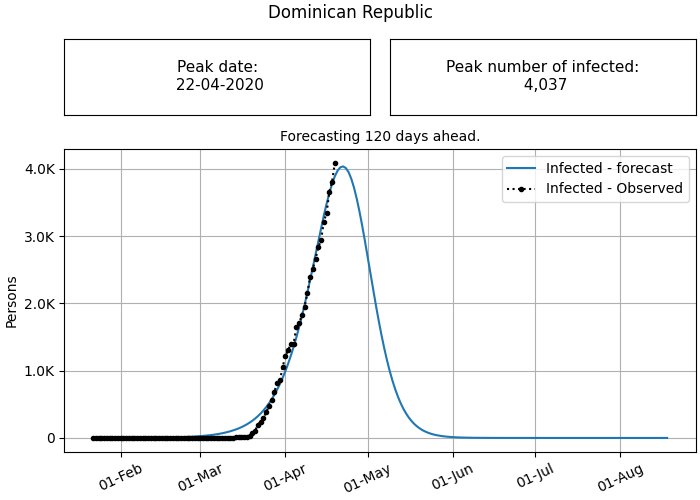 Dominican Republic
Peak date:
22-04-2020
Peak number of infected:
4,037
Forecasting 120 days ahead.
Infected - forecast
Infected - Observed
4.0K
3.0K
2.0K
1.0K
0
Persons
01-Feb
01-Mar
01-Apr
01-May
01-Jun
01-Jul
01-Aug